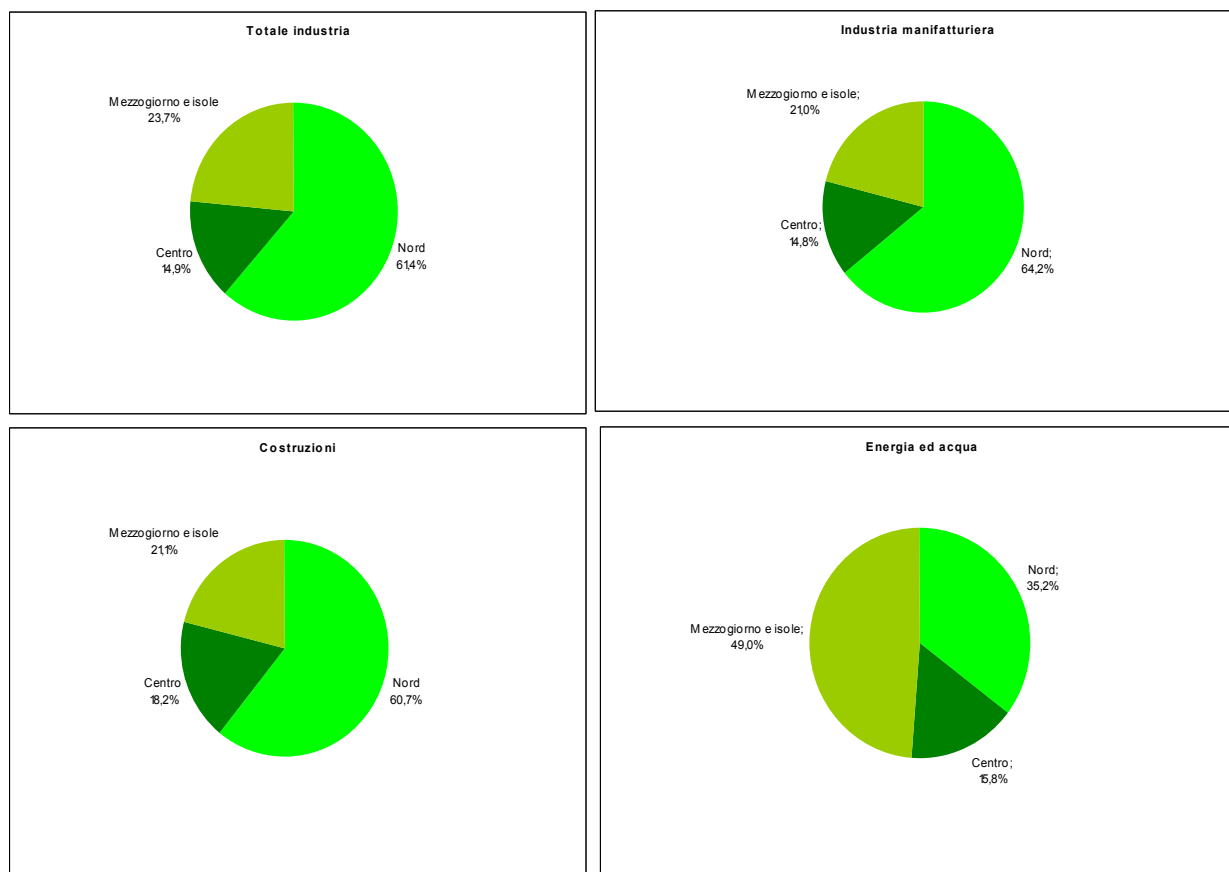 Totale industria
Mezzogiorno e isole
23,7%
Centro
14,9%
Nord
61,4%
Industria manifatturiera
Mezzogiorno e isole;
21,0%
Centro;
14,8%
Nord;
64,2%
Costruzioni
Mezzogiorno e isole
21,1%
Centro
18,2%
Nord
60,7%
Energia ed acqua
Nord;
35,2%
Mezzogiorno e isole;
49,0%
Centro;
15,8%